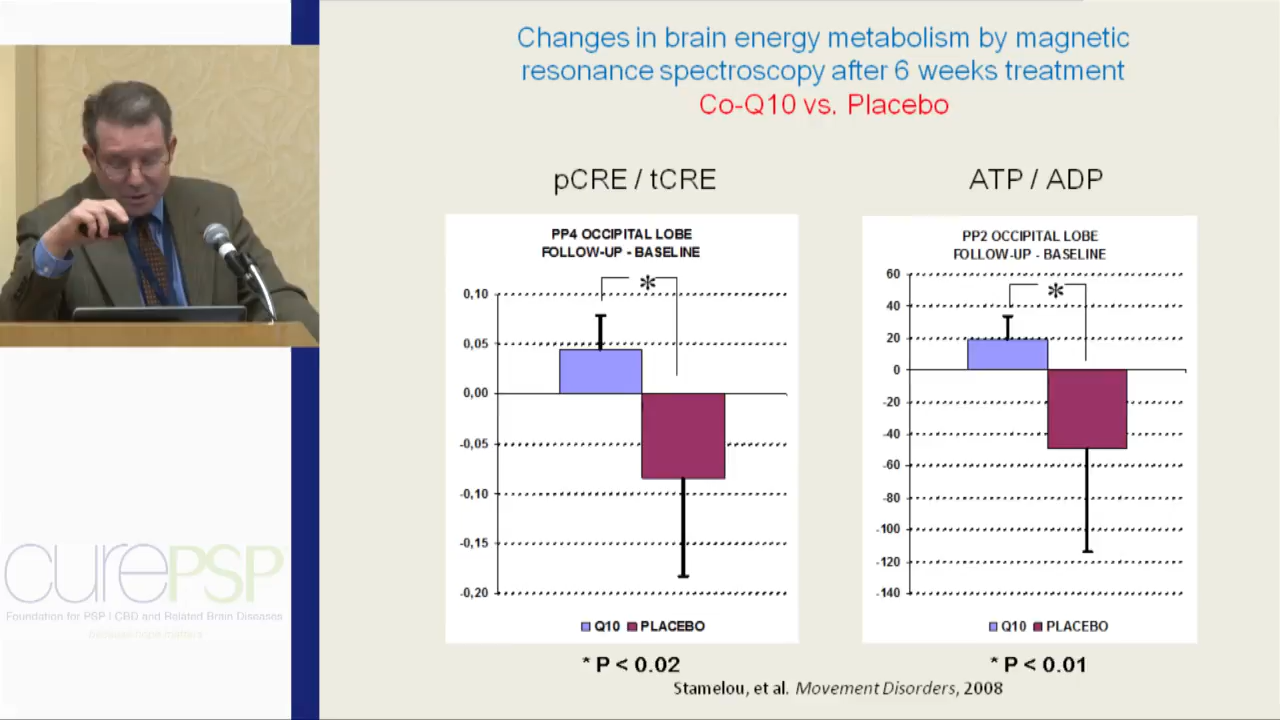 Changes in brain energy metabolism by magnetic
resonance spectroscopy after 6 weeks treatment
Co-Q10 vs. Placebo
pCRE / tCRE
PP4 OCCIPITAL LOBE
FOLLOW-UP - BASELINE
*
0,10
0,05
0,00
-0,05
-0,10
-0,15
-0,20
Q10 PLACEBO
* P < 0.02
ATP / ADP
PP2 OCCIPITAL LOBE
FOLLOW-UP - BASELINE
*
60
40
20
0
-20
-40
-60
-80
-100
-120
-140
Q10 PLACEBO
* P < 0.01
Stamelou, et al. Movement Disorders, 2008
curePSP
Foundation for PSP | CBD and Related Brain Diseases